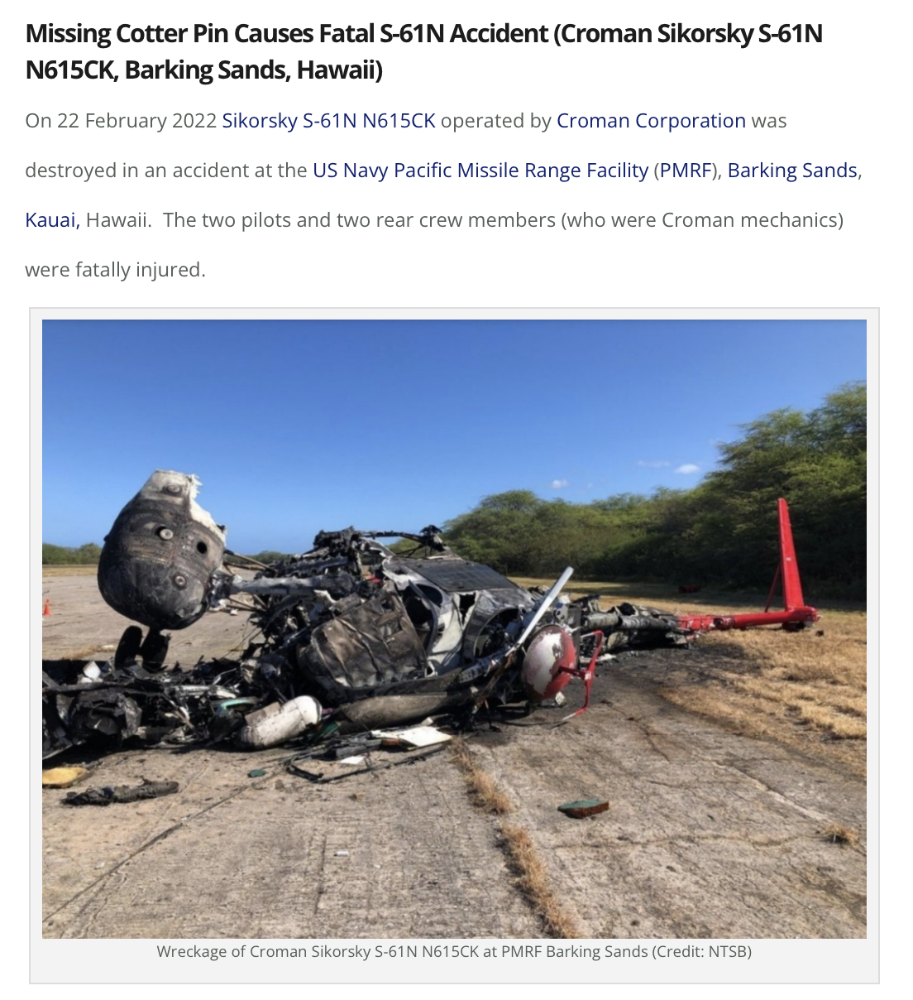 Missing Cotter Pin Causes Fatal S-61N Accident (Croman Sikorsky S-61N
N615CK, Barking Sands, Hawaii)
On 22 February 2022 Sikorsky S-61N N615CK operated by Croman Corporation was
destroyed in an accident at the US Navy Pacific Missile Range Facility (PMRF), Barking Sands,
Kauai, Hawaii.  The two pilots and two rear crew members (who were Croman mechanics)
were fatally injured.
Wreckage of Croman Sikorsky S-61N N615CK at PMRF Barking Sands (Credit: NTSB)